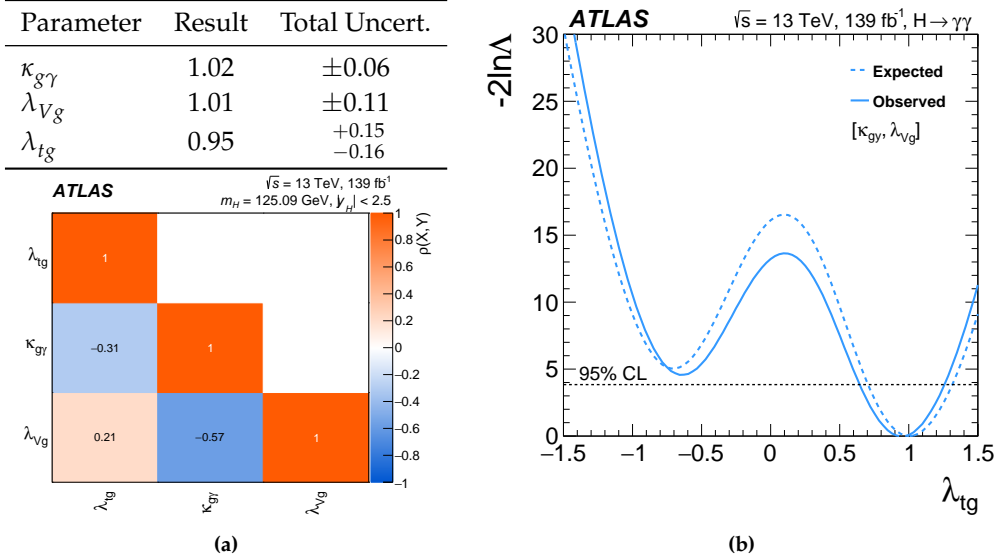 Parameter Result Total Uncert.
κgγ 1.02 ±0.06
λVg 1.01 ±0.11
λtg 0.95 +0.15 −0.16
ATLAS
√s = 13 TeV, 139 fb-1
mH = 125.09 GeV, |yH| < 2.5
λtg
κgγ
λVg
1
−0.31
1
0.21
−0.57
1
λtg
κgγ
λVg
1
0.8
0.6
0.4
0.2
0
−0.2
−0.4
−0.6
−0.8
−1
ρ(X,Y)
(a)
ATLAS
√s = 13 TeV, 139 fb-1, H→γγ
-2lnΛ
30
25
20
15
10
5
0
Expected
Observed
[κgγ, λVg]
95% CL
−1.5 −1 −0.5 0 0.5 1 1.5
λtg
(b)